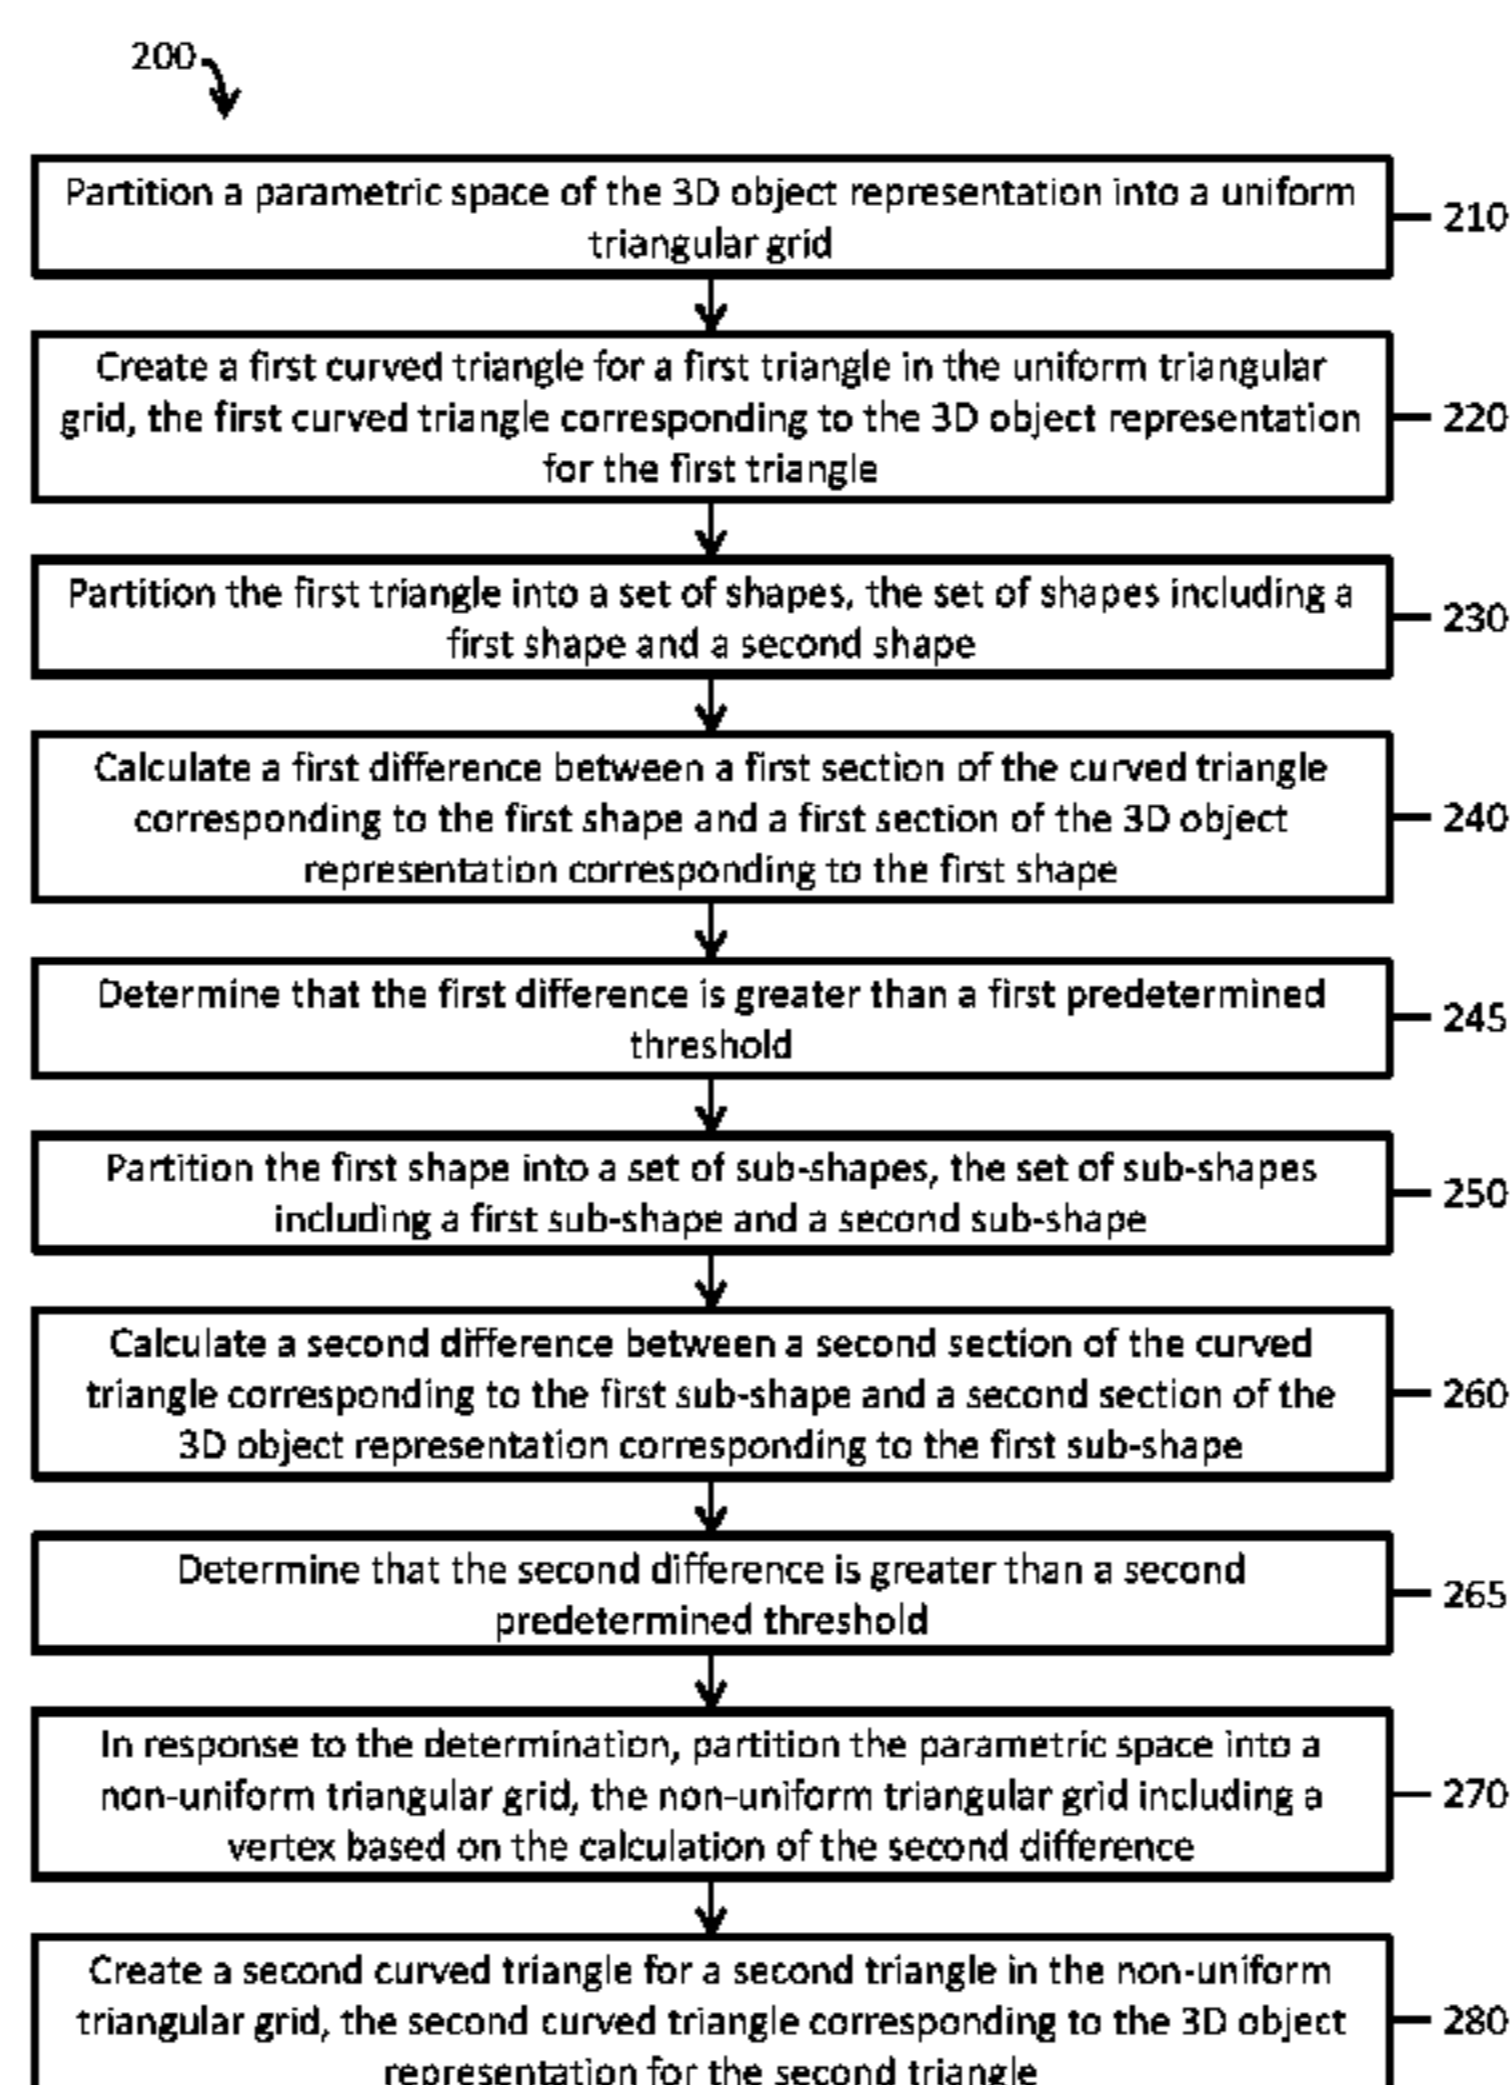 200
Partition a parametric space of the 3D object representation into a uniform
triangular grid
210
Create a first curved triangle for a first triangle in the uniform triangular
grid, the first curved triangle corresponding to the 3D object representation
for the first triangle
220
Partition the first triangle into a set of shapes, the set of shapes including a
first shape and a second shape
230
Calculate a first difference between a first section of the curved triangle
corresponding to the first shape and a first section of the 3D object
representation corresponding to the first shape
240
Determine that the first difference is greater than a first predetermined
threshold
245
Partition the first shape into a set of sub-shapes, the set of sub-shapes
including a first sub-shape and a second sub-shape
250
Calculate a second difference between a second section of the curved
triangle corresponding to the first sub-shape and a second section of the
3D object representation corresponding to the first sub-shape
260
Determine that the second difference is greater than a second
predetermined threshold
265
In response to the determination, partition the parametric space into a
non-uniform triangular grid, the non-uniform triangular grid including a
vertex based on the calculation of the second difference
270
Create a second curved triangle for a second triangle in the non-uniform
triangular grid, the second curved triangle corresponding to the 3D object
representation for the second triangle
280